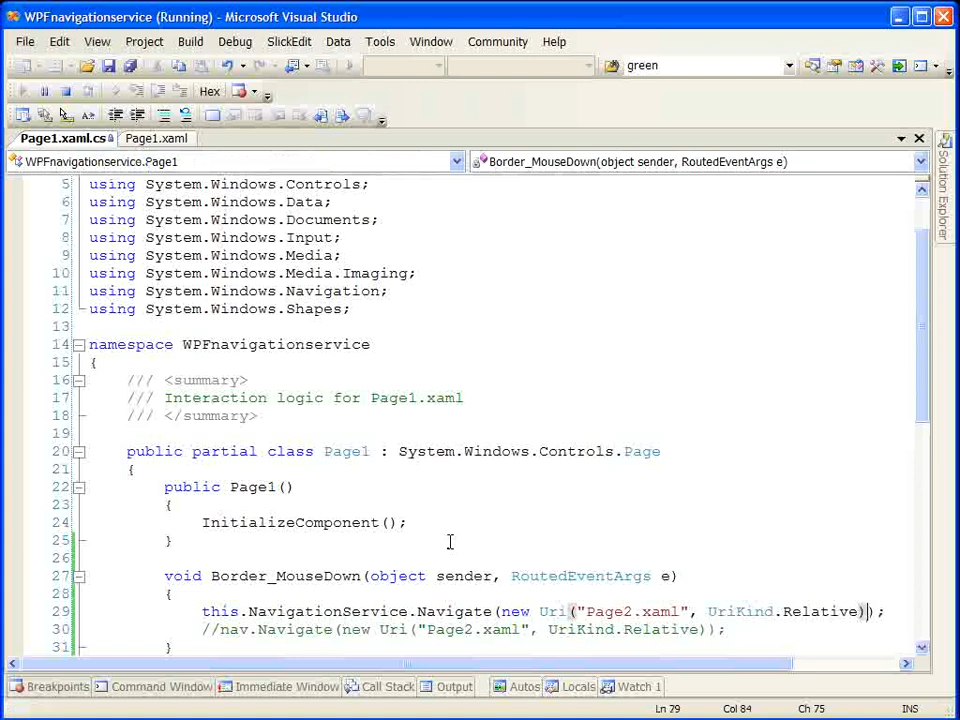 WPFnavigationservice (Running) - Microsoft Visual Studio
File Edit View Project Build Debug SlickEdit Data Tools Window Community Help
green
Hex
Page1.xaml.cs Page1.xaml
WPFnavigationservice.Page1 Border_MouseDown(object sender, RoutedEventArgs e)
Solution Explorer
5 using System.Windows.Controls;
6 using System.Windows.Data;
7 using System.Windows.Documents;
8 using System.Windows.Input;
9 using System.Windows.Media;
10 using System.Windows.Media.Imaging;
11 using System.Windows.Navigation;
12 using System.Windows.Shapes;
13
14 namespace WPFnavigationservice
15 {
16 /// <summary>
17 /// Interaction logic for Page1.xaml
18 /// </summary>
19
20 public partial class Page1 : System.Windows.Controls.Page
21 {
22 public Page1()
23 {
24 InitializeComponent();
25 }
26
27 void Border_MouseDown(object sender, RoutedEventArgs e)
28 {
29 this.NavigationService.Navigate(new Uri("Page2.xaml", UriKind.Relative));
30 //nav.Navigate(new Uri("Page2.xaml", UriKind.Relative));
31 }
Breakpoints Command Window Immediate Window Call Stack Output Autos Locals Watch 1
Ln 79 Col 84 Ch 75 INS